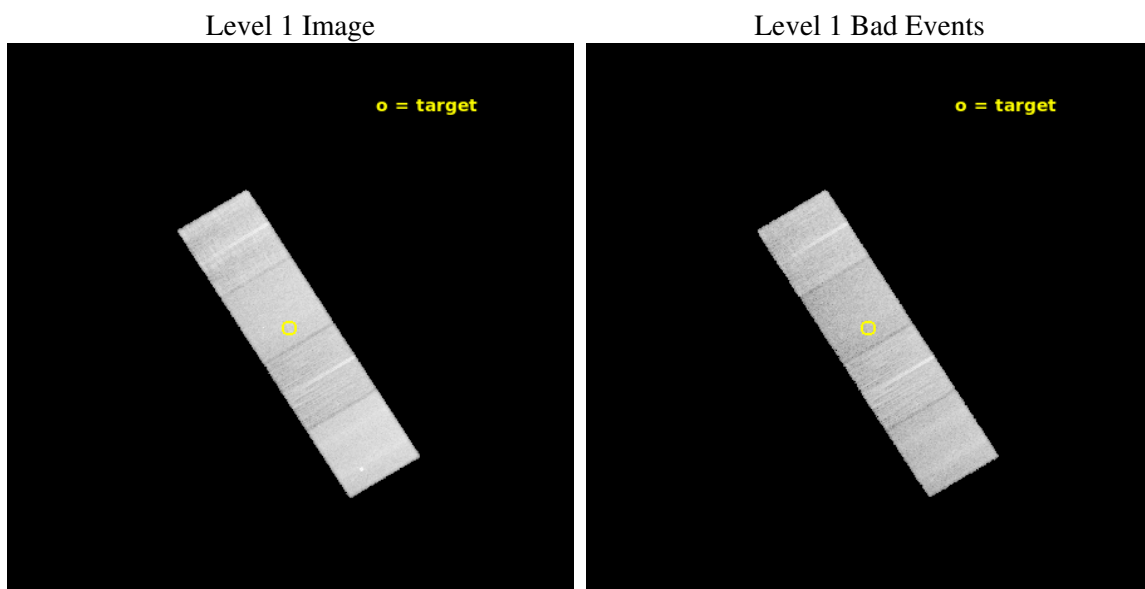 Level 1 Image
Level 1 Bad Events
o = target
o = target